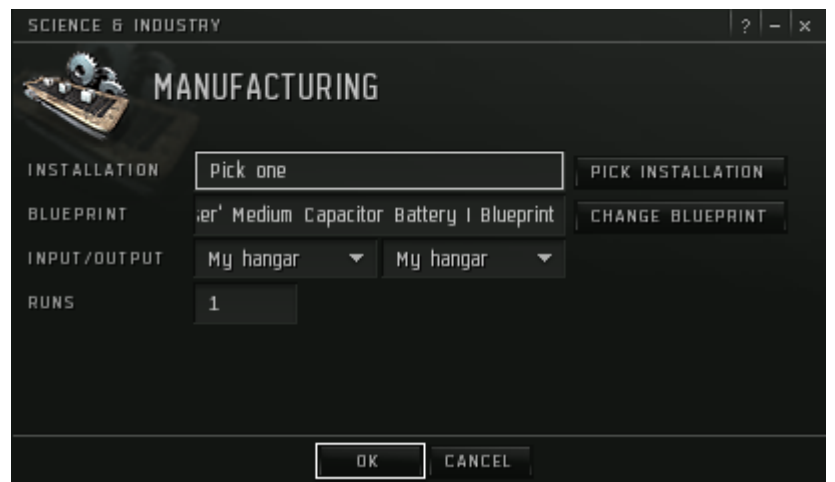 SCIENCE & INDUSTRY
? - x
MANUFACTURING
INSTALLATION Pick one PICK INSTALLATION
BLUEPRINT er' Medium Capacitor Battery I Blueprint CHANGE BLUEPRINT
INPUT/OUTPUT My hangar My hangar
RUNS 1
OK CANCEL